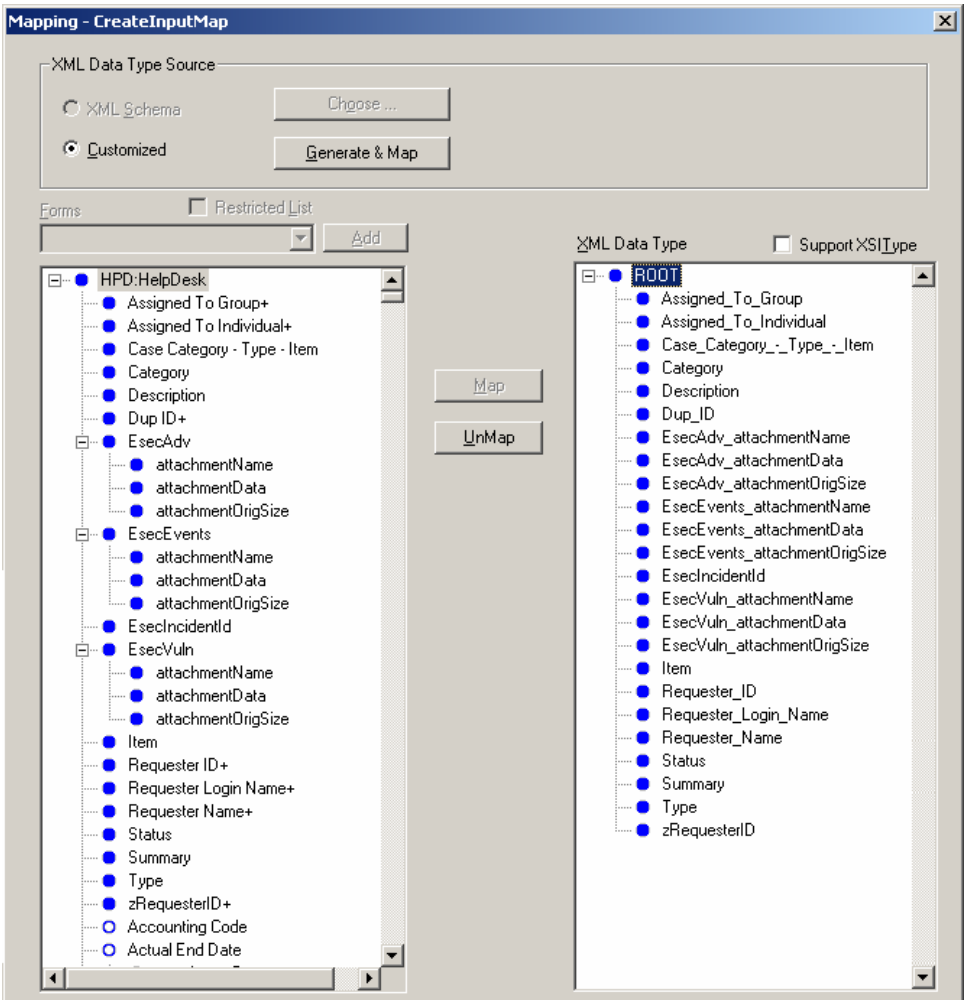 Mapping - CreateInputMap
XML Data Type Source
XML Schema
Choose ...
Customized
Generate & Map
Forms
Restricted List
Add
XML Data Type
Support XSIType
HPD:HelpDesk
Assigned To Group+
Assigned To Individual+
Case Category - Type - Item
Category
Description
Dup ID+
EsecAdv
attachmentName
attachmentData
attachmentOrigSize
EsecEvents
attachmentName
attachmentData
attachmentOrigSize
EsecIncidentId
EsecVuln
attachmentName
attachmentData
attachmentOrigSize
Item
Requester ID+
Requester Login Name+
Requester Name+
Status
Summary
Type
zRequesterID+
Accounting Code
Actual End Date
Map
UnMap
ROOT
Assigned_To_Group
Assigned_To_Individual
Case_Category_-_Type_-_Item
Category
Description
Dup_ID
EsecAdv_attachmentName
EsecAdv_attachmentData
EsecAdv_attachmentOrigSize
EsecEvents_attachmentName
EsecEvents_attachmentData
EsecEvents_attachmentOrigSize
EsecIncidentId
EsecVuln_attachmentName
EsecVuln_attachmentData
EsecVuln_attachmentOrigSize
Item
Requester_ID
Requester_Login_Name
Requester_Name
Status
Summary
Type
zRequesterID